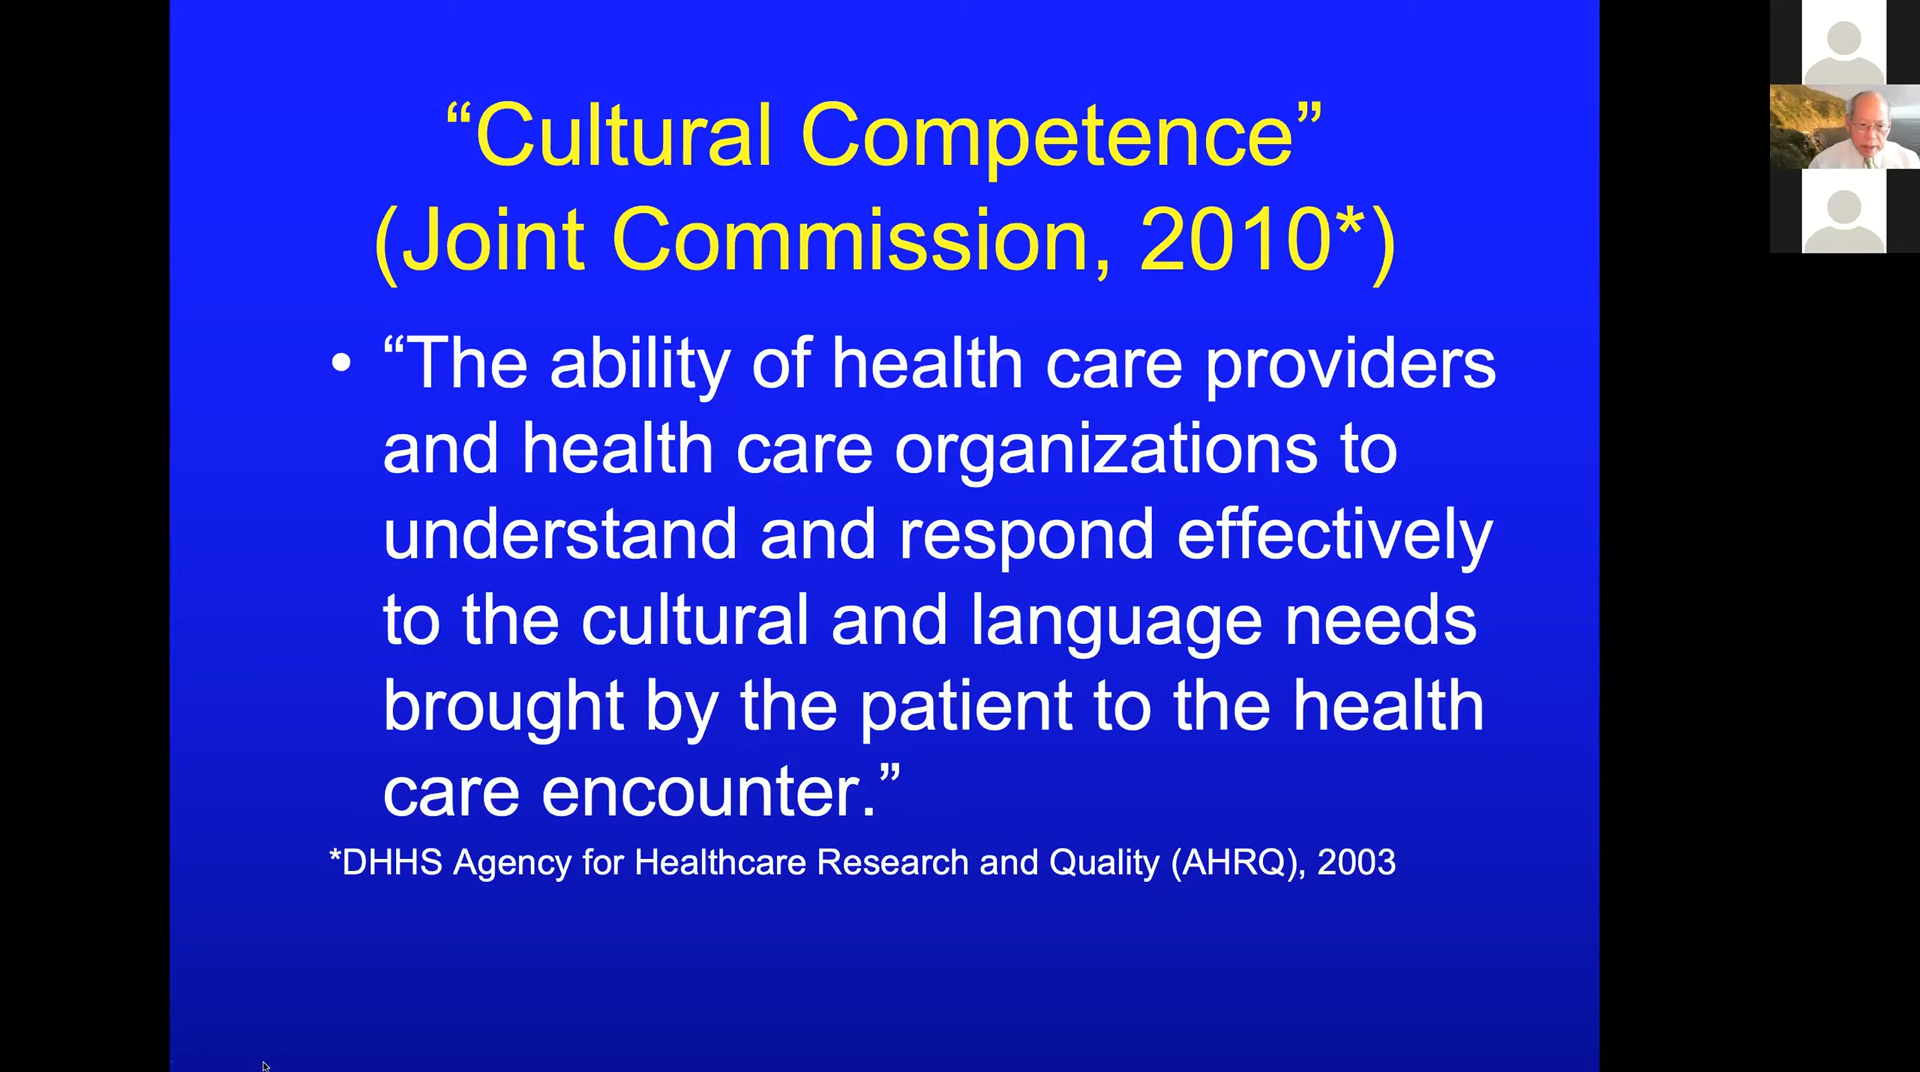 “Cultural Competence”
(Joint Commission, 2010*)
• “The ability of health care providers
and health care organizations to
understand and respond effectively
to the cultural and language needs
brought by the patient to the health
care encounter.”
*DHHS Agency for Healthcare Research and Quality (AHRQ), 2003